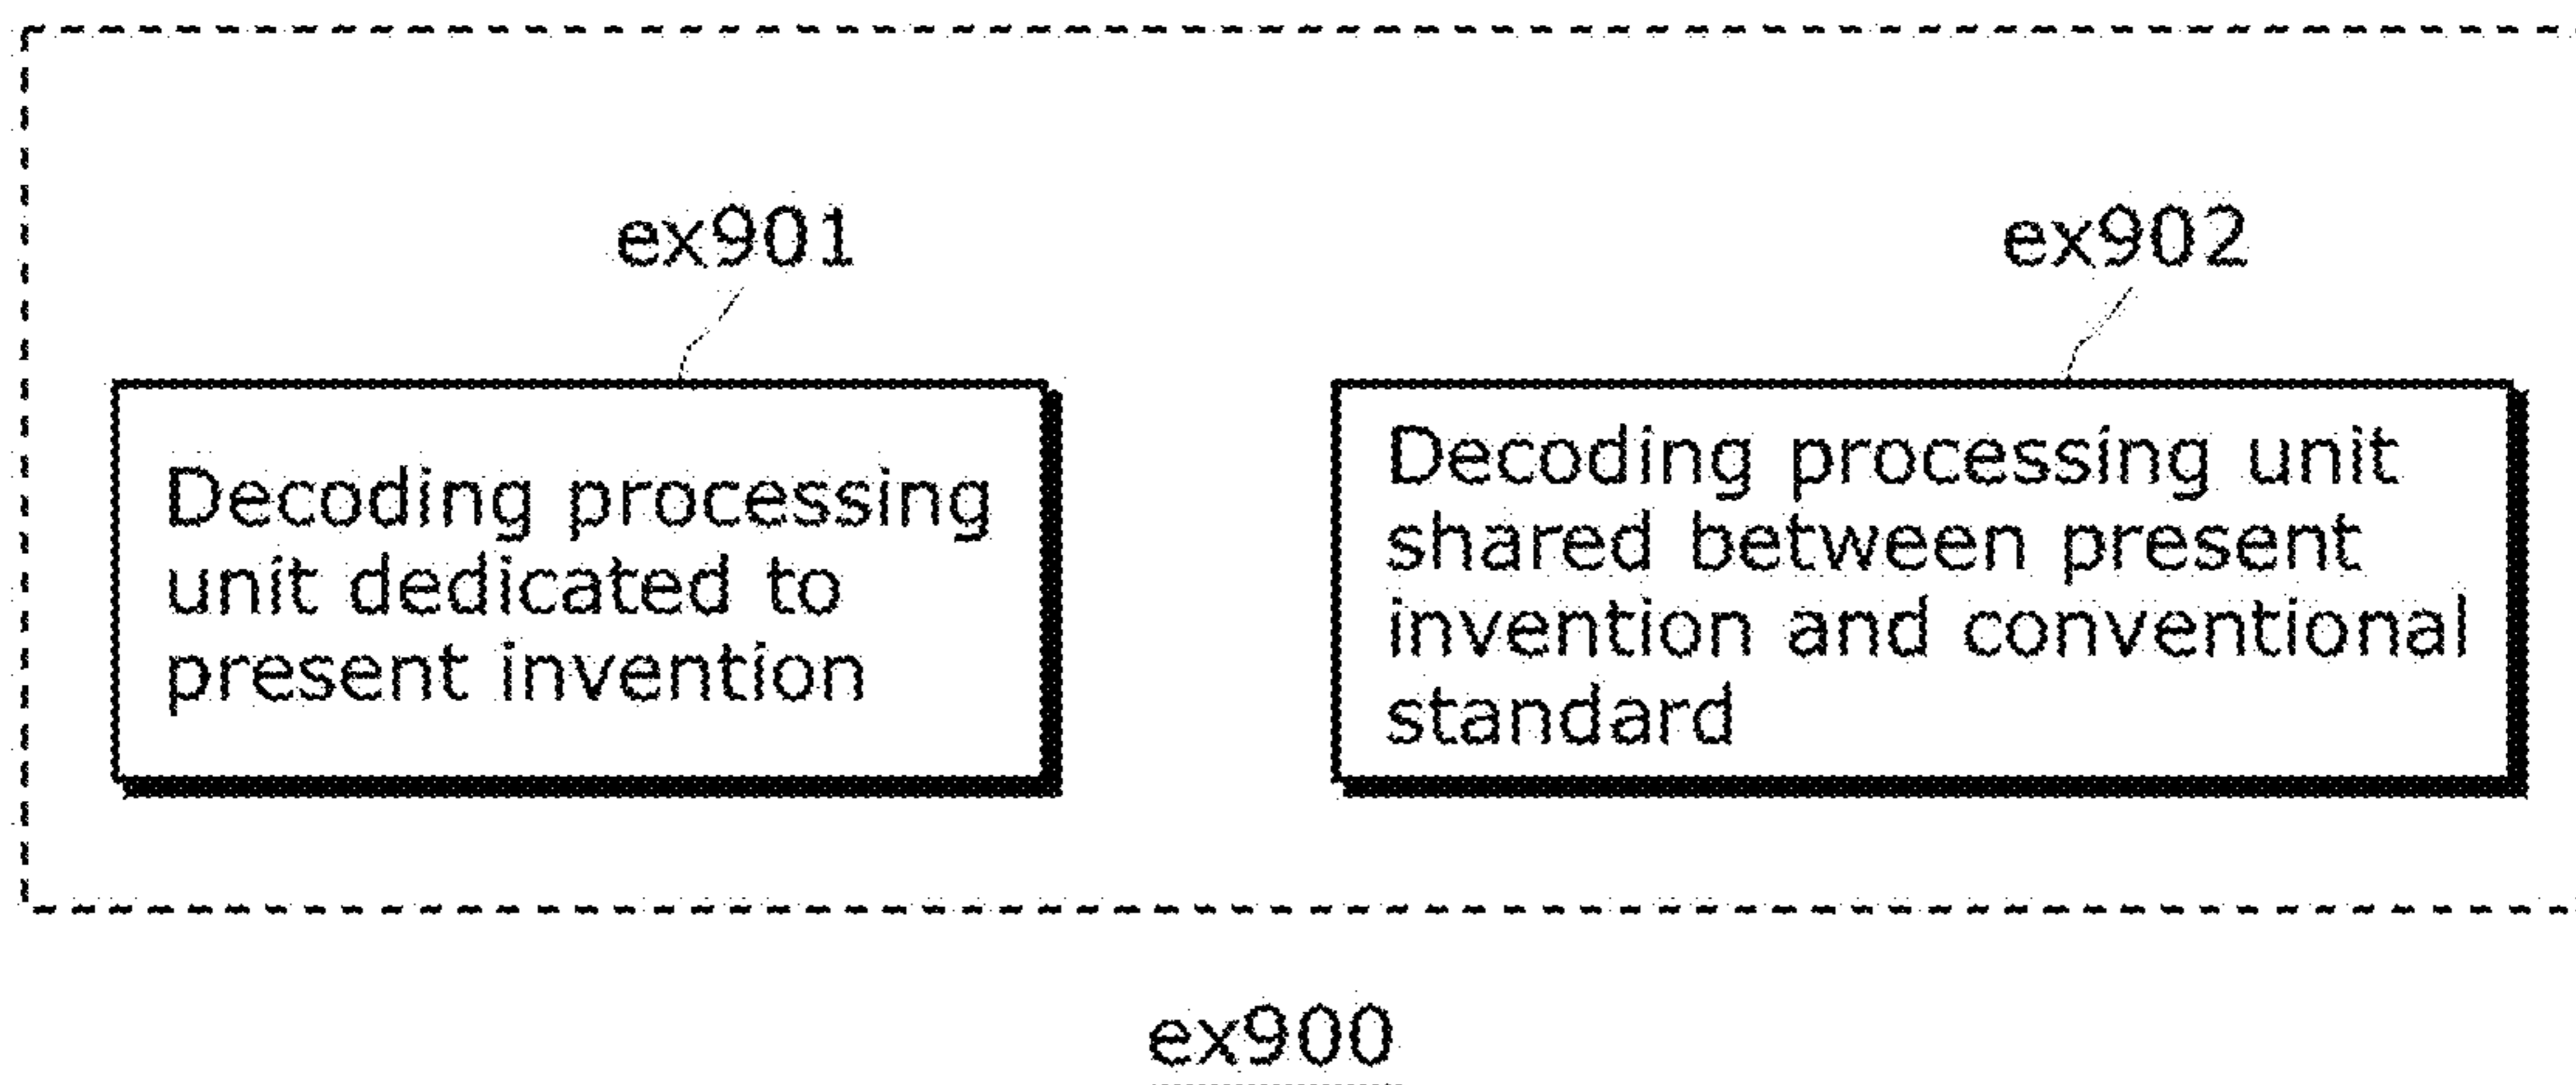 ex901
ex902
Decoding processing
unit dedicated to
present invention
Decoding processing unit
shared between present
invention and conventional
standard
ex900